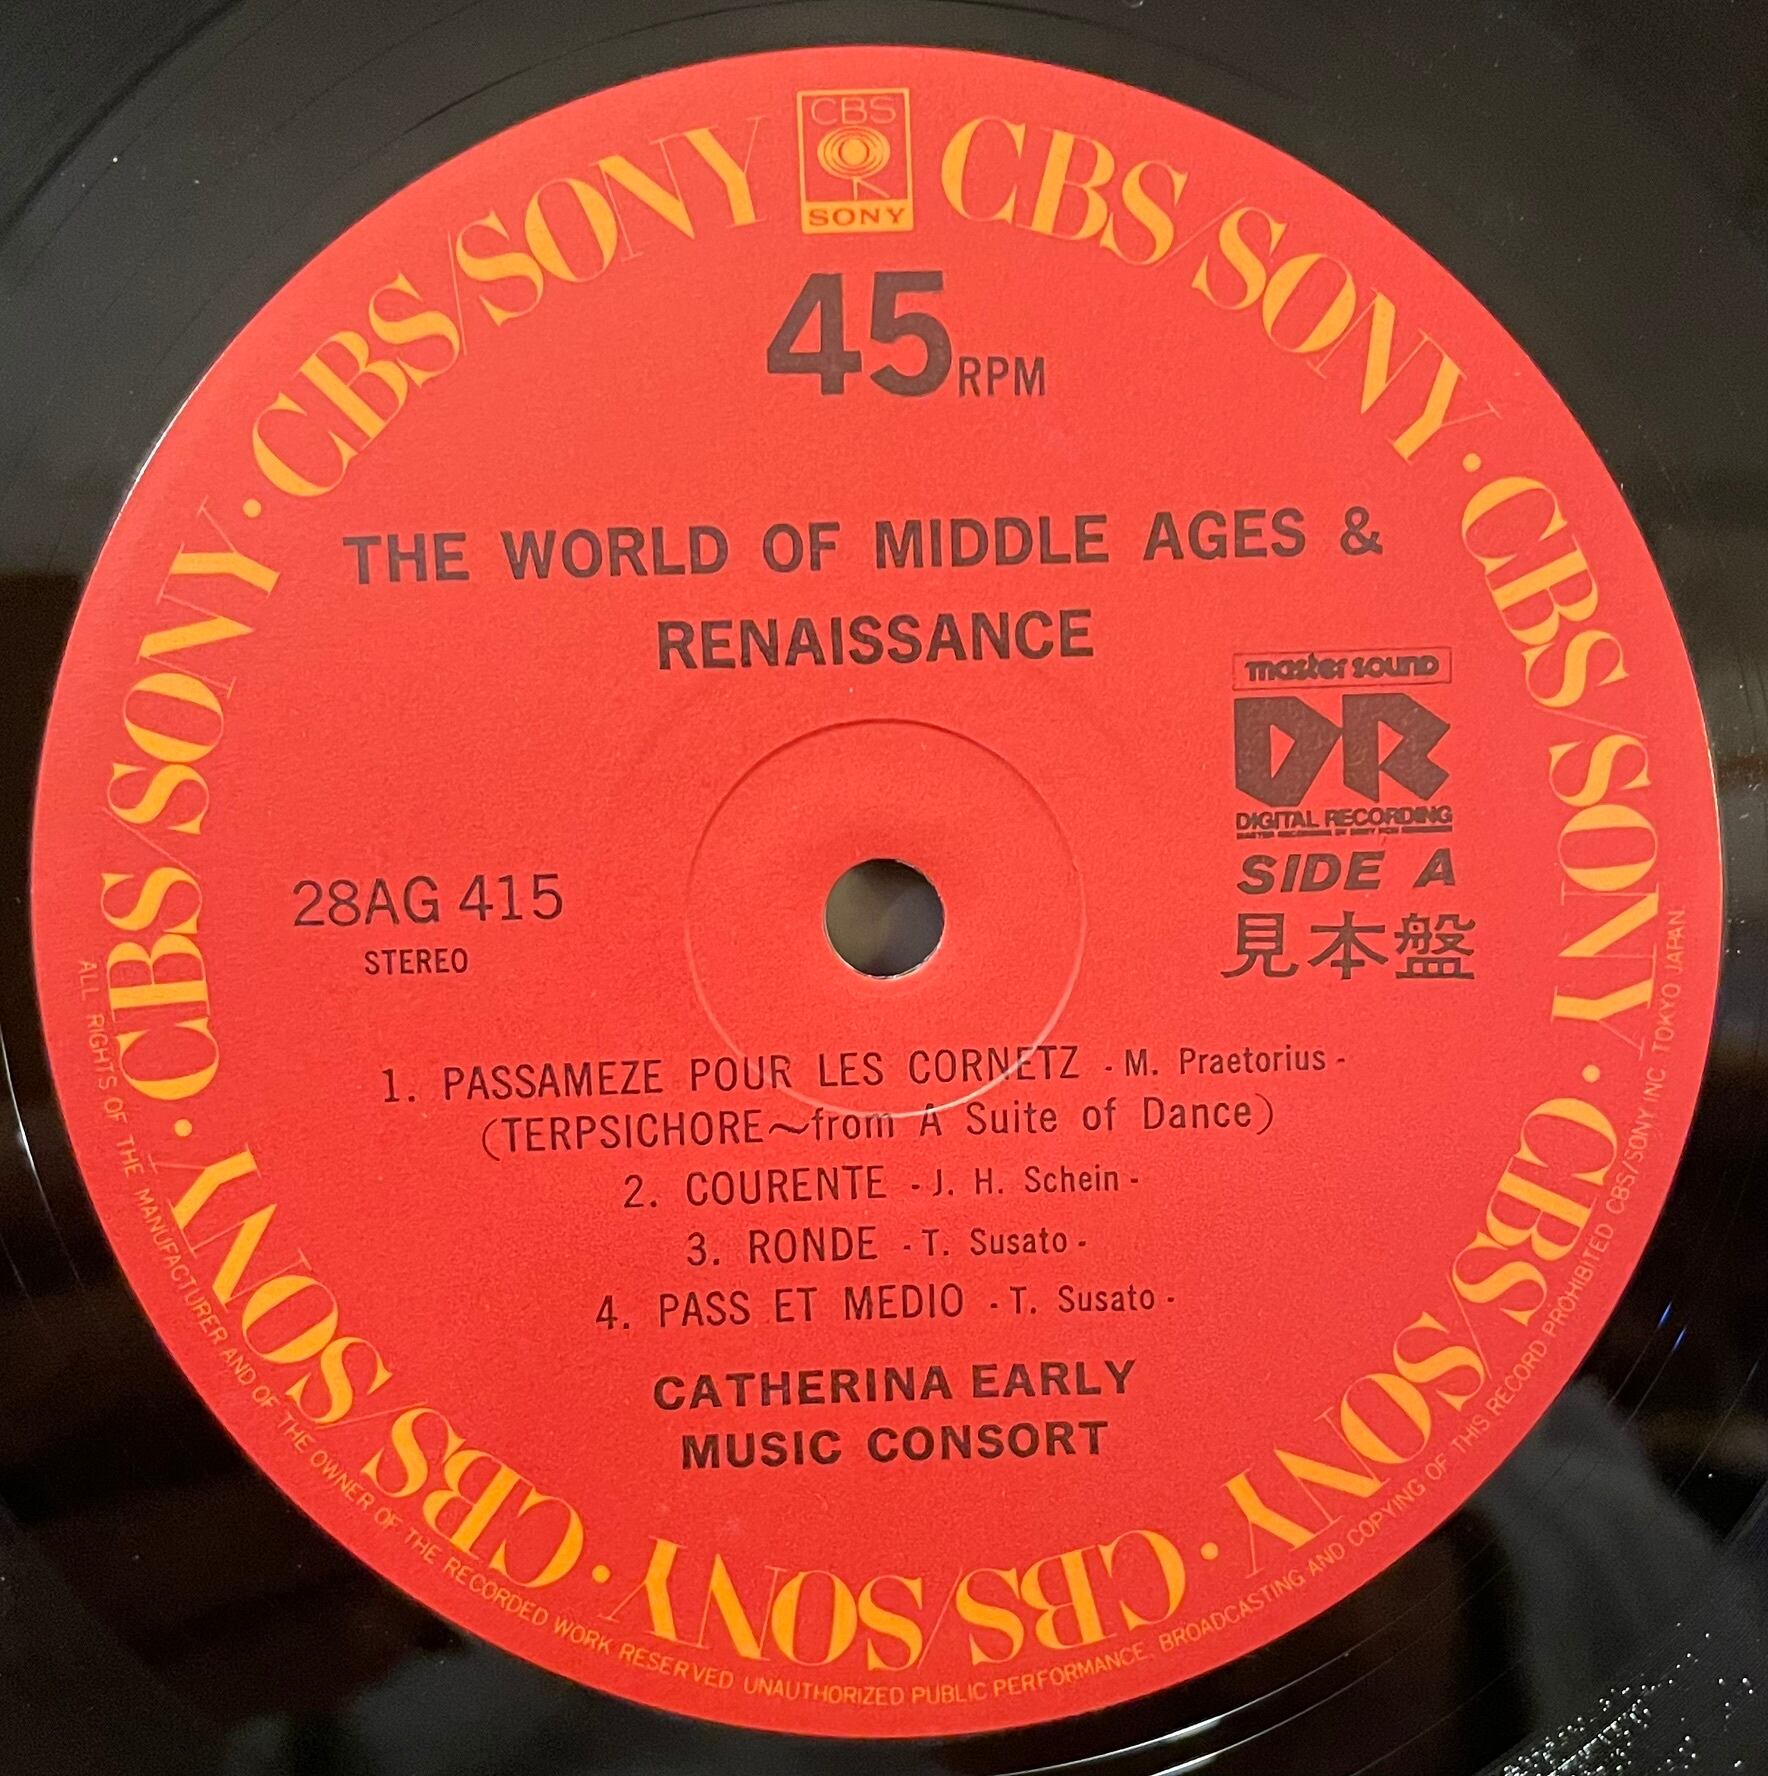 CBS
SONY
CBS/SONY · CBS/SONY · CBS/SONY · CBS/SONY · CBS/SONY · CBS/SONY · CBS/SONY
45 RPM
THE WORLD OF MIDDLE AGES &
RENAISSANCE
master sound
DR
DIGITAL RECORDING
SIDE A
見本盤
28AG 415
STEREO
1. PASSAMEZE POUR LES CORNETZ - M. Praetorius -
(TERPSICHORE～from A Suite of Dance)
2. COURENTE - J. H. Schein -
3. RONDE - T. Susato -
4. PASS ET MEDIO - T. Susato -
CATHERINA EARLY
MUSIC CONSORT
ALL RIGHTS OF THE MANUFACTURER AND OF THE OWNER OF THE RECORDED WORK RESERVED UNAUTHORIZED PUBLIC PERFORMANCE, BROADCASTING AND COPYING OF THIS RECORD PROHIBITED CBS/SONY INC TOKYO JAPAN